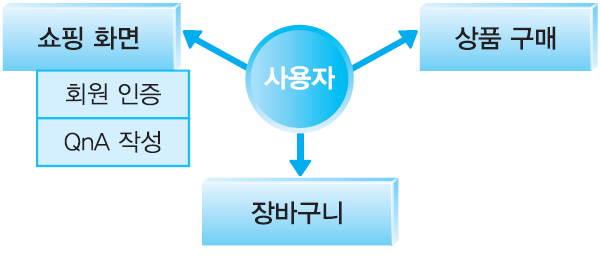 쇼핑 화면
회원 인증
QnA 작성
사용자
상품 구매
장바구니